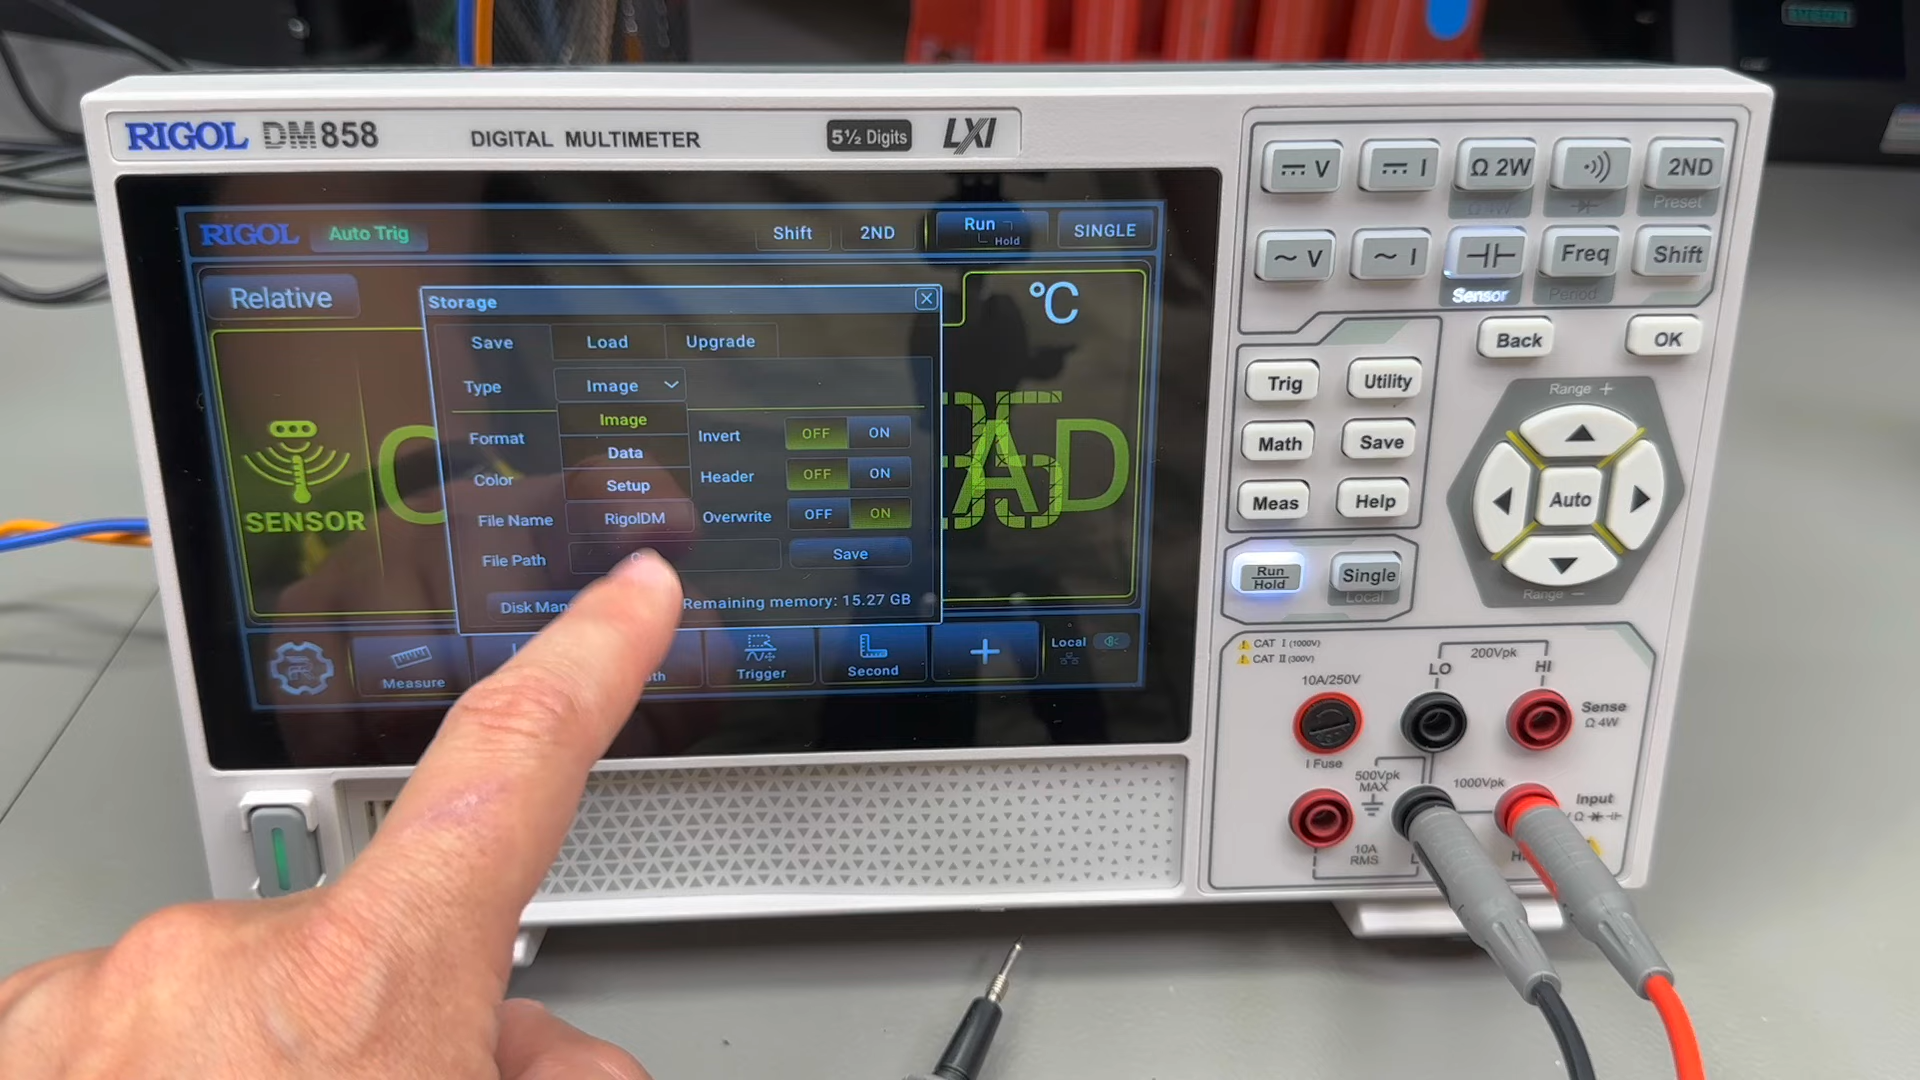 RIGOL DM858 DIGITAL MULTIMETER 5½ Digits LXI
RIGOL Auto Trig Shift 2ND Run Hold SINGLE
Relative
°C
SENSOR
Storage
Save Load Upgrade
Type Image
Image
Data
Setup
Format
Color
File Name RigolDM
File Path
Invert OFF ON
Header OFF ON
Overwrite OFF ON
Save
Remaining memory: 15.27 GB
Measure
Trigger
Second
+
Local
V
I
Ω 2W
2ND
Preset
~ V
~ I
Sensor
Freq
Period
Shift
Back
OK
Trig
Utility
Math
Save
Meas
Help
Run
Hold
Single
Local
Range +
Auto
Range −
CAT I (1000V)
CAT II (300V)
200Vpk
LO
HI
10A/250V
I Fuse
Sense
Ω 4W
500Vpk
MAX
1000Vpk
Input
10A
RMS